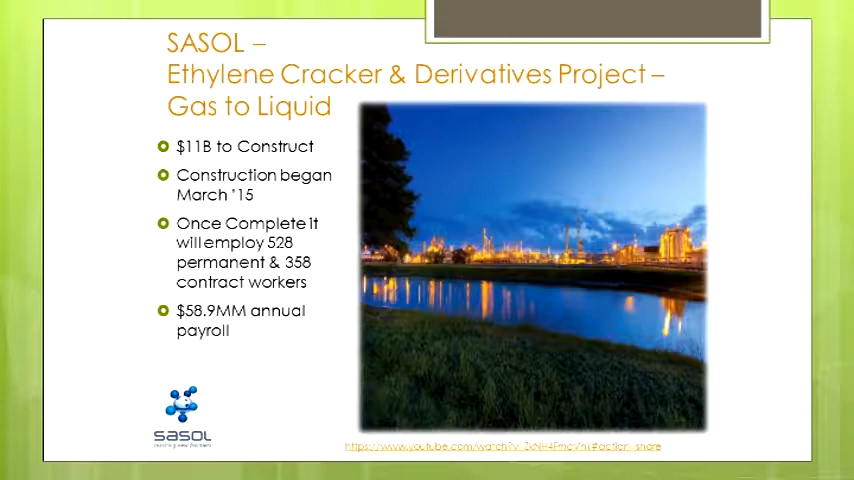 SASOL –
Ethylene Cracker & Derivatives Project –
Gas to Liquid
$11B to Construct
Construction began
March '15
Once Complete it
will employ 528
permanent & 358
contract workers
$58.9MM annual
payroll
sasol